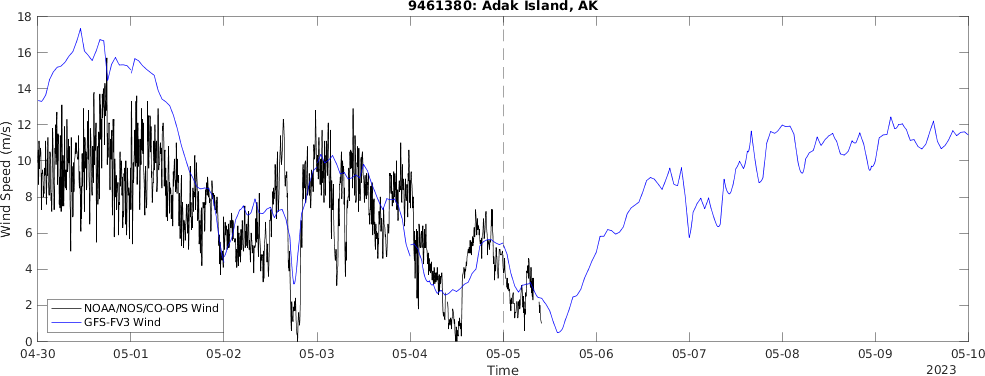 9461380: Adak Island, AK
Wind Speed (m/s)
18
16
14
12
10
8
6
4
2
0
NOAA/NOS/CO-OPS Wind
GFS-FV3 Wind
04-30 05-01 05-02 05-03 05-04 05-05 05-06 05-07 05-08 05-09 05-10
Time
2023